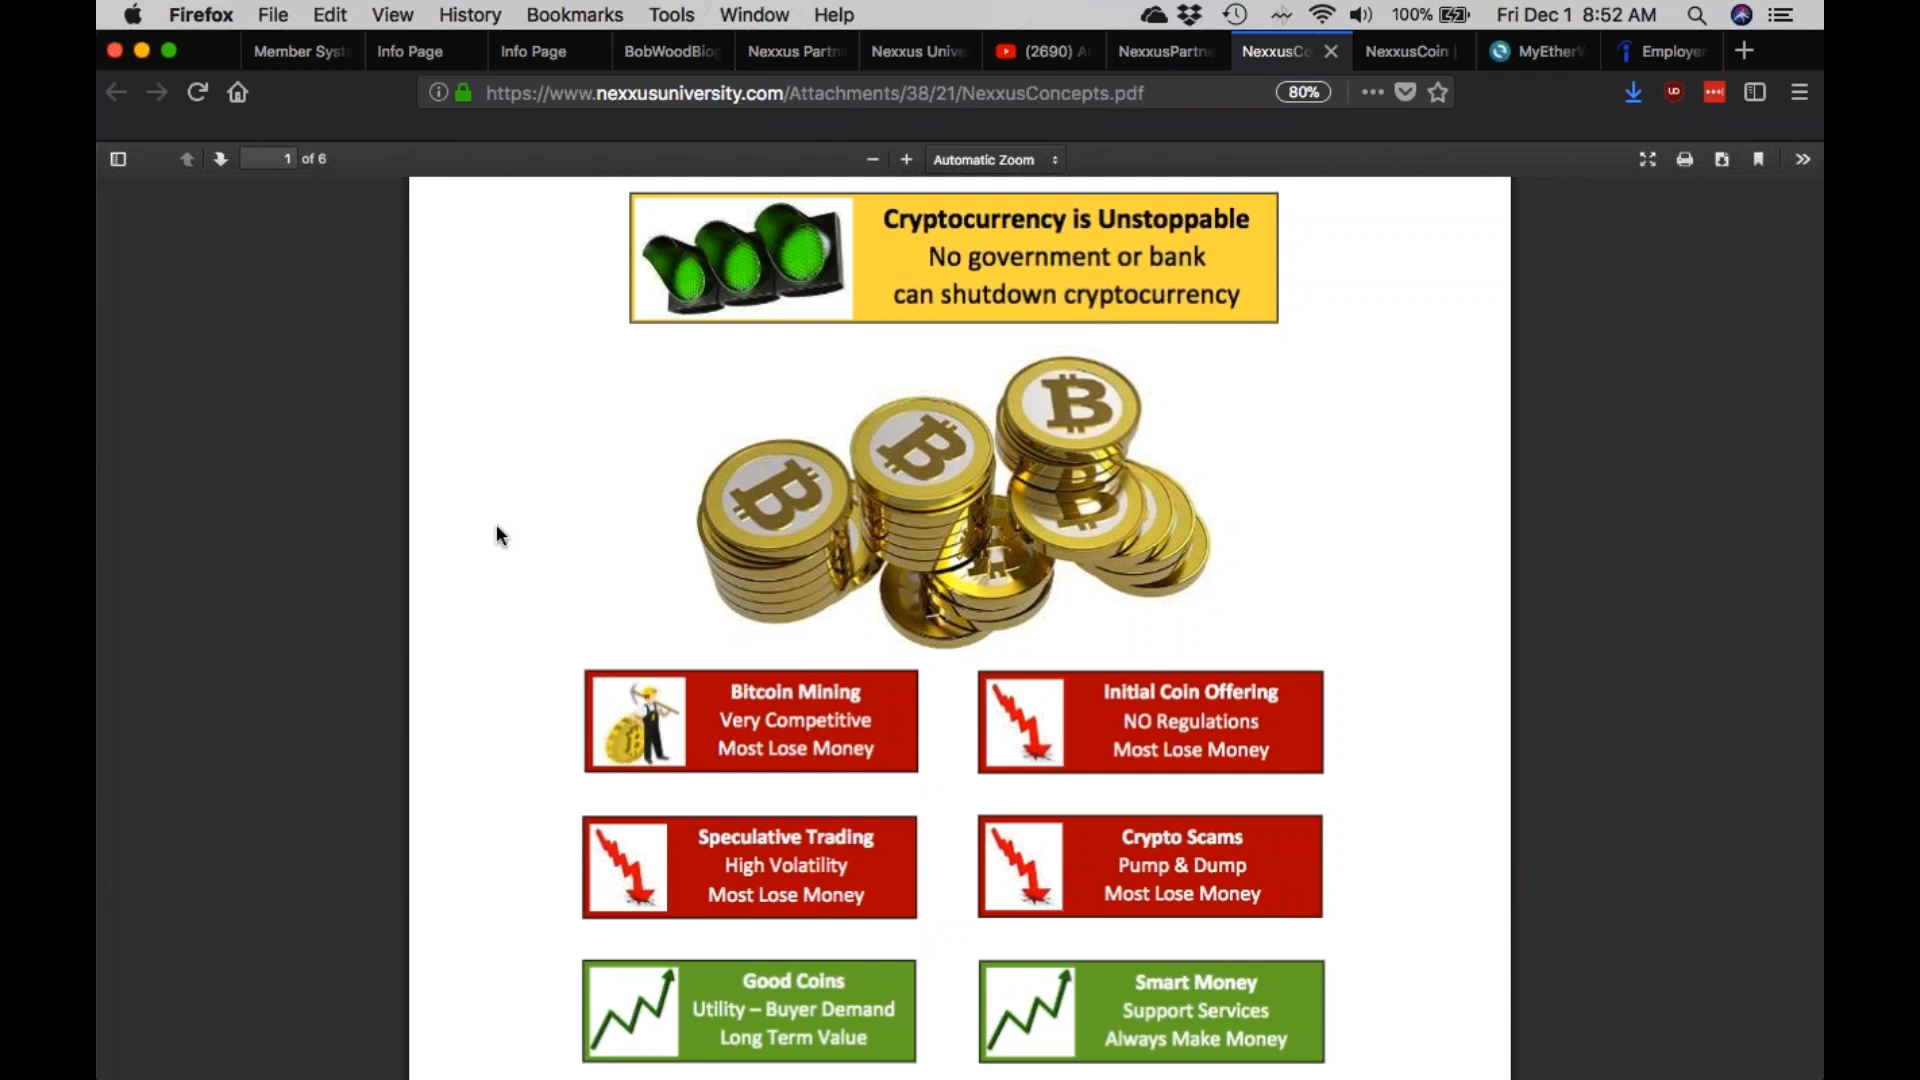 Firefox File Edit View History Bookmarks Tools Window Help 100% Fri Dec 1 8:52 AM
Member Syst Info Page Info Page BobWoodBlog Nexxus Partn Nexxus Unive (2690) A NexxusPartne NexxusCo NexxusCoin MyEther Employer
https://www.nexxusuniversity.com/Attachments/38/21/NexxusConcepts.pdf 80%
1 of 6 Automatic Zoom
Cryptocurrency is Unstoppable
No government or bank
can shutdown cryptocurrency
Bitcoin Mining
Very Competitive
Most Lose Money
Initial Coin Offering
NO Regulations
Most Lose Money
Speculative Trading
High Volatility
Most Lose Money
Crypto Scams
Pump & Dump
Most Lose Money
Good Coins
Utility – Buyer Demand
Long Term Value
Smart Money
Support Services
Always Make Money